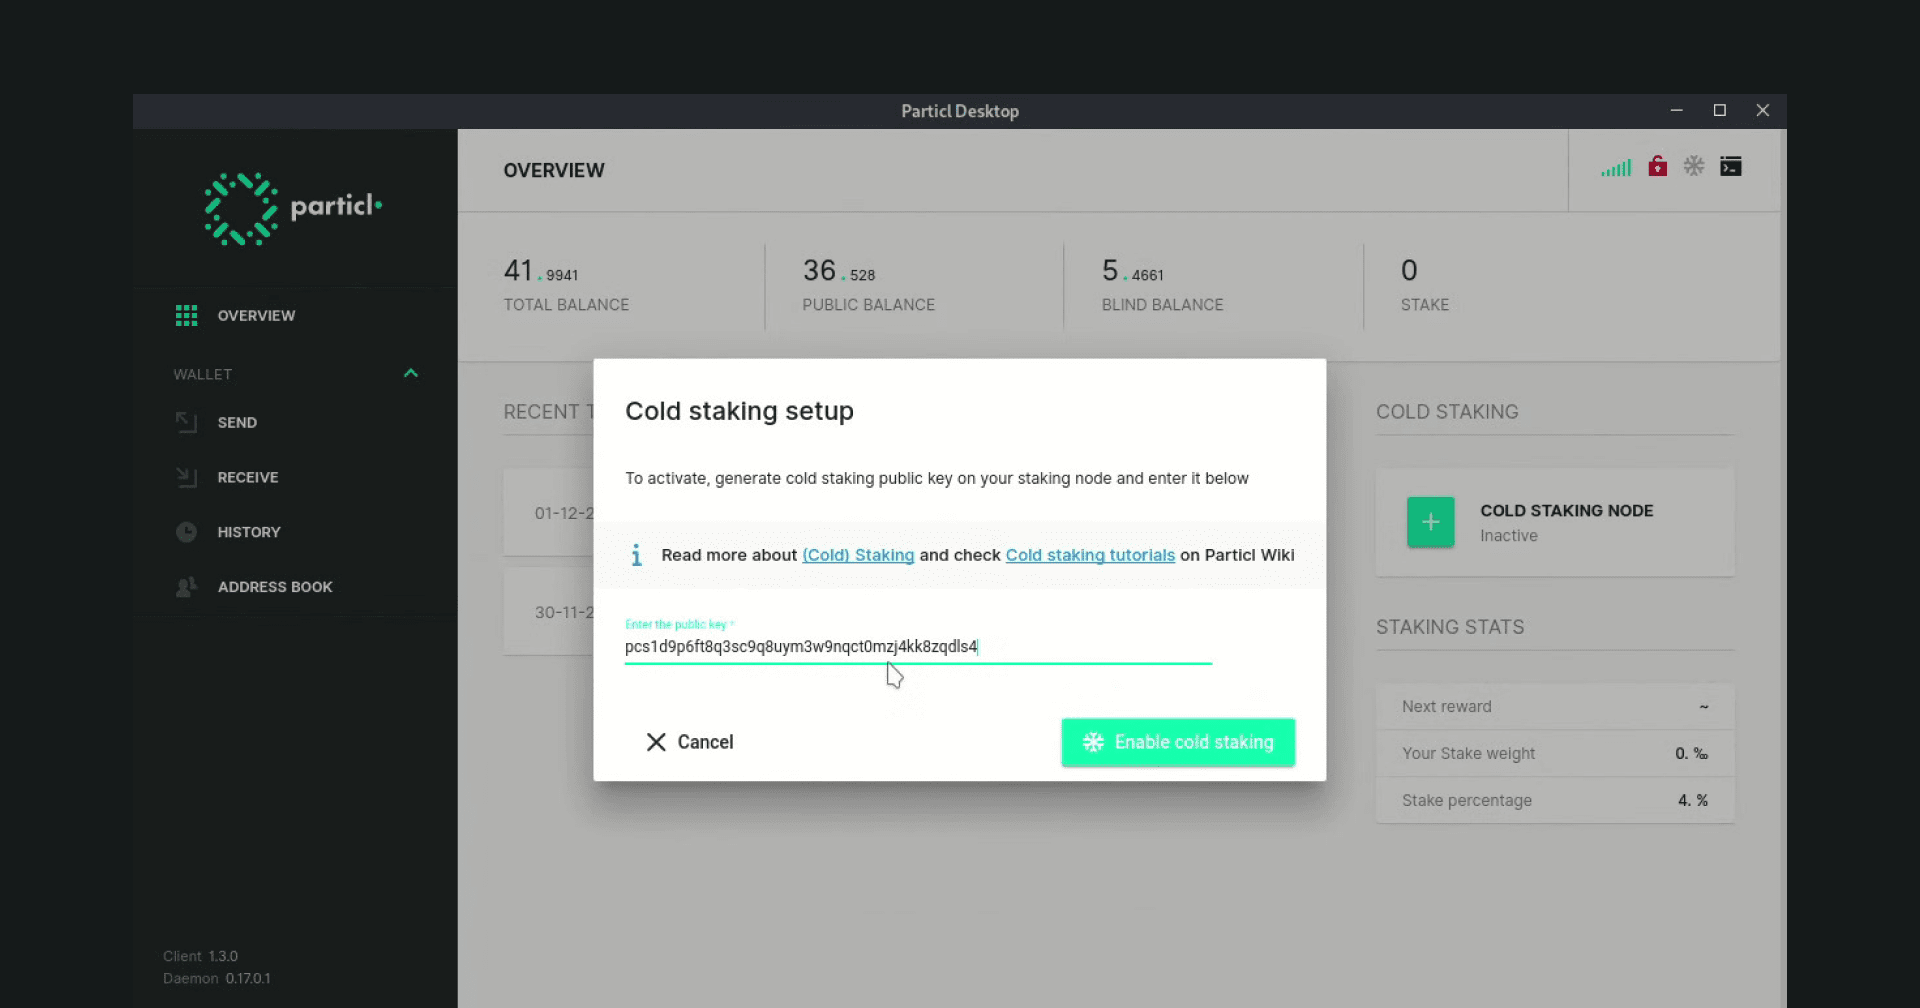 Particl Desktop
particl
OVERVIEW
WALLET
SEND
RECEIVE
HISTORY
ADDRESS BOOK
Client 1.3.0
Daemon 0.17.0.1
OVERVIEW
41.9941
TOTAL BALANCE
36.528
PUBLIC BALANCE
5.4661
BLIND BALANCE
0
STAKE
RECENT T
01-12-2
30-11-2
Cold staking setup
To activate, generate cold staking public key on your staking node and enter it below
Read more about (Cold) Staking and check Cold staking tutorials on Particl Wiki
Enter the public key *
pcs1d9p6ft8q3sc9q8uym3w9nqct0mzj4kk8zqdls4
Cancel
Enable cold staking
COLD STAKING
COLD STAKING NODE
Inactive
STAKING STATS
Next reward ~
Your Stake weight 0. ‰
Stake percentage 4. %